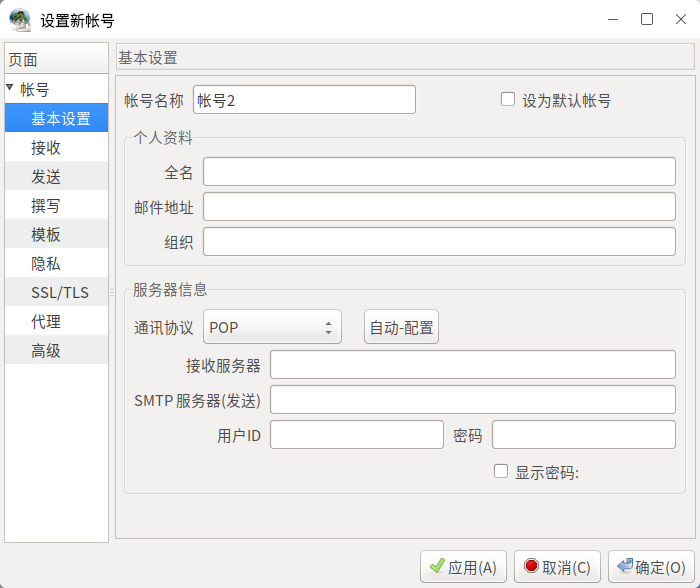 设置新帐号
页面
帐号
基本设置
接收
发送
撰写
模板
隐私
SSL/TLS
代理
高级
基本设置
帐号名称 帐号2 设为默认帐号
个人资料
全名
邮件地址
组织
服务器信息
通讯协议 POP 自动-配置
接收服务器
SMTP 服务器(发送)
用户ID 密码
显示密码:
应用(A) 取消(C) 确定(O)